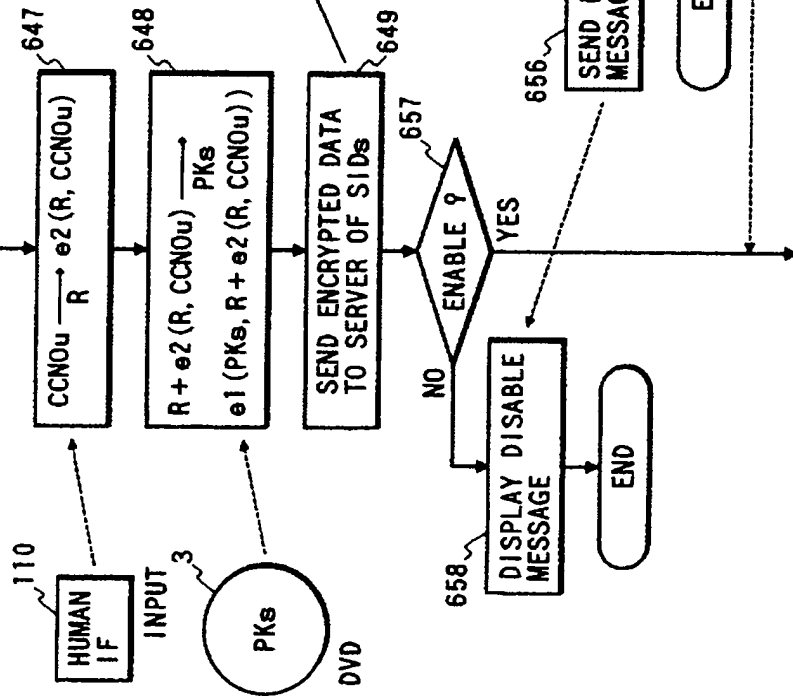 647
CCNOu ⟶ e2(R, CCNOu)
R
648
R + e2(R, CCNOu) ⟶
PKs
e1(PKs, R + e2(R, CCNOu))
649
SEND ENCRYPTED DATA
TO SERVER OF SIDs
657
ENABLE ?
NO
YES
658
DISPLAY DISABLE
MESSAGE
END
110
HUMAN
IF
INPUT
3
PKs
DVD
656
SEND
MESSAGE
E